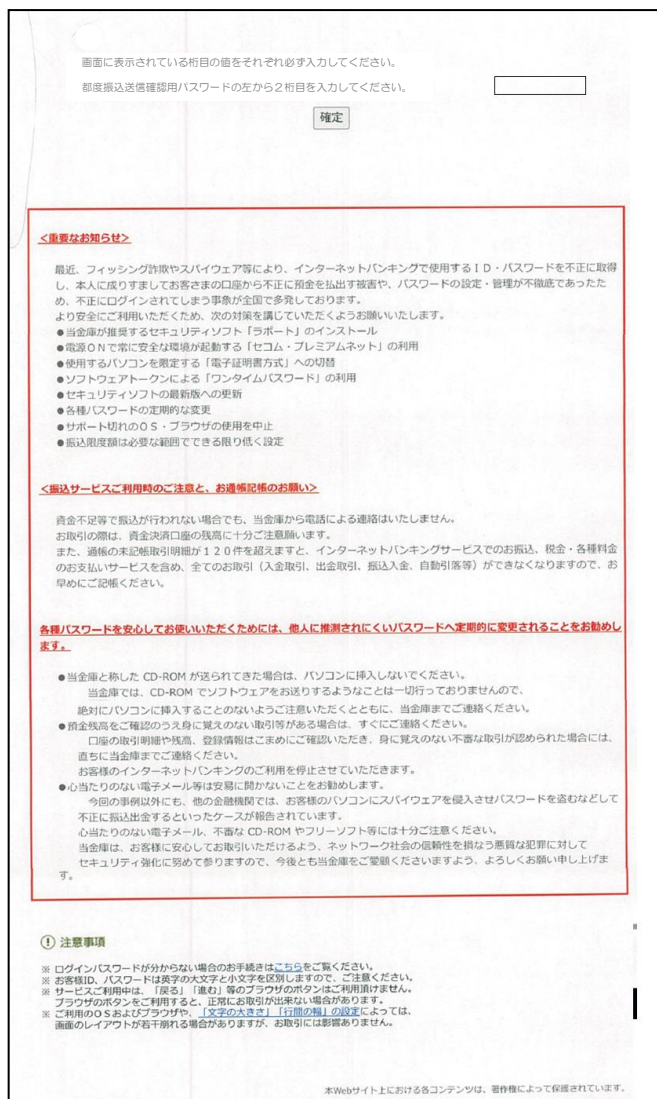 画面に表示されている桁目の値をそれぞれ必ず入力してください。
都度振込送信確認用パスワードの左から２桁目を入力してください。
確定
<重要なお知らせ>
最近、フィッシング詐欺やスパイウェア等により、インターネットバンキングで使用するＩＤ・パスワードを不正に取得
し、本人に成りすましてお客さまの口座から不正に預金を払出す被害や、パスワードの設定・管理が不徹底であったた
め、不正にログインされてしまう事象が全国で多発しております。
より安全にご利用いただくため、次の対策を講じていただくようお願いいたします。
●当金庫が推奨するセキュリティソフト「ラポート」のインストール
●電源ＯＮで常に安全な環境が起動する「セコム・プレミアムネット」の利用
●使用するパソコンを限定する「電子証明書方式」への切替
●ソフトウェアトークンによる「ワンタイムパスワード」の利用
●セキュリティソフトの最新版への更新
●各種パスワードの定期的な変更
●サポート切れのＯＳ・ブラウザの使用を中止
●振込限度額は必要な範囲でできる限り低く設定
<振込サービスご利用時のご注意と、お通帳記帳のお願い>
資金不足等で振込が行われない場合でも、当金庫から電話による連絡はいたしません。
お取引の際は、資金決済口座の残高に十分ご注意願います。
また、通帳の未記帳取引明細が１２０件を超えますと、インターネットバンキングサービスでのお振込、税金・各種料金
のお支払いサービスを含め、全てのお取引（入金取引、出金取引、振込入金、自動引落等）ができなくなりますので、お
早めにご記帳ください。
各種パスワードを安心してお使いいただくためには、他人に推測されにくいパスワードへ定期的に変更されることをお勧めし
ます。
●当金庫と称した CD-ROM が送られてきた場合は、パソコンに挿入しないでください。
当金庫では、CD-ROM でソフトウェアをお送りするようなことは一切行っておりませんので、
絶対にパソコンに挿入することのないようご注意いただくとともに、当金庫までご連絡ください。
●預金残高をご確認のうえ身に覚えのない取引等がある場合は、すぐにご連絡ください。
口座の取引明細や残高、登録情報はこまめにご確認いただき、身に覚えのない不審な取引が認められた場合には、
直ちに当金庫までご連絡ください。
お客様のインターネットバンキングのご利用を停止させていただきます。
●心当たりのない電子メール等は安易に開かないことをお勧めします。
今回の事例以外にも、他の金融機関では、お客様のパソコンにスパイウェアを侵入させパスワードを盗むなどして
不正に振込出金するといったケースが報告されています。
心当たりのない電子メール、不審な CD-ROM やフリーソフト等には十分ご注意ください。
当金庫は、お客様に安心してお取引いただけるよう、ネットワーク社会の信頼性を損なう悪質な犯罪に対して
セキュリティ強化に努めて参りますので、今後とも当金庫をご愛顧くださいますよう、よろしくお願い申し上げま
す。
注意事項
※ ログインパスワードが分からない場合のお手続きはこちらをご覧ください。
※ お客様ID、パスワードは英字の大文字と小文字を区別しますので、ご注意ください。
※ サービスご利用中は、「戻る」「進む」等のブラウザのボタンはご利用頂けません。
ブラウザのボタンをご利用すると、正常にお取引が出来ない場合があります。
※ ご利用のＯＳおよびブラウザや、「文字の大きさ」「行間の幅」の設定によっては、
画面のレイアウトが若干崩れる場合がありますが、お取引には影響ありません。
本Webサイト上における各コンテンツは、著作権によって保護されています。